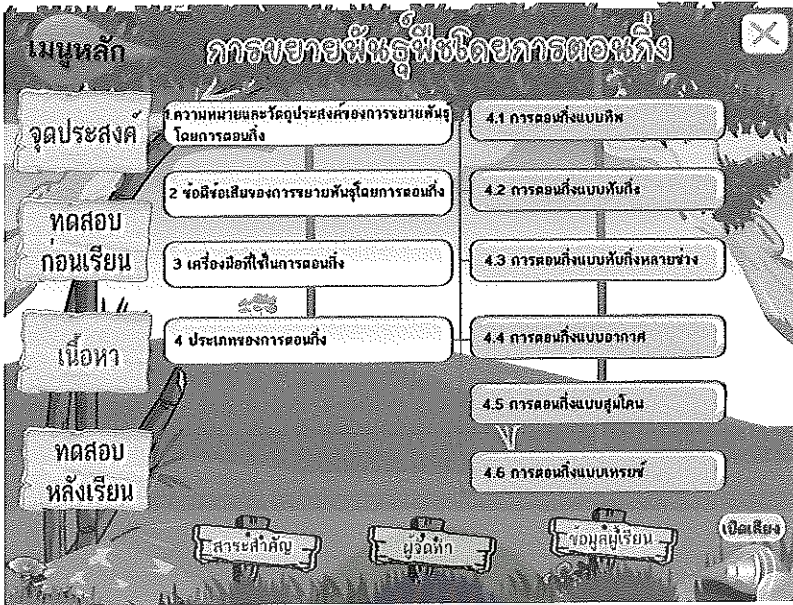 เมนูหลัก
การขยายพันธุ์พืชโดยการตอนกิ่ง
จุดประสงค์
ทดสอบ
ก่อนเรียน
เนื้อหา
ทดสอบ
หลังเรียน
1.ความหมายและวัตถุประสงค์ของการขยายพันธุ์
โดยการตอนกิ่ง
2 ข้อดีข้อเสียของการขยายพันธุ์โดยการตอนกิ่ง
3 เครื่องมือที่ใช้ในการตอนกิ่ง
4 ประเภทของการตอนกิ่ง
4.1 การตอนกิ่งแบบทิพ
4.2 การตอนกิ่งแบบทับกิ่ง
4.3 การตอนกิ่งแบบทับกิ่งหลายช่วง
4.4 การตอนกิ่งแบบอากาศ
4.5 การตอนกิ่งแบบสุมโคน
4.6 การตอนกิ่งแบบเทรยช์
สาระสำคัญ
ผู้จัดทำ
ข้อมูลผู้เรียน
เปิดเสียง